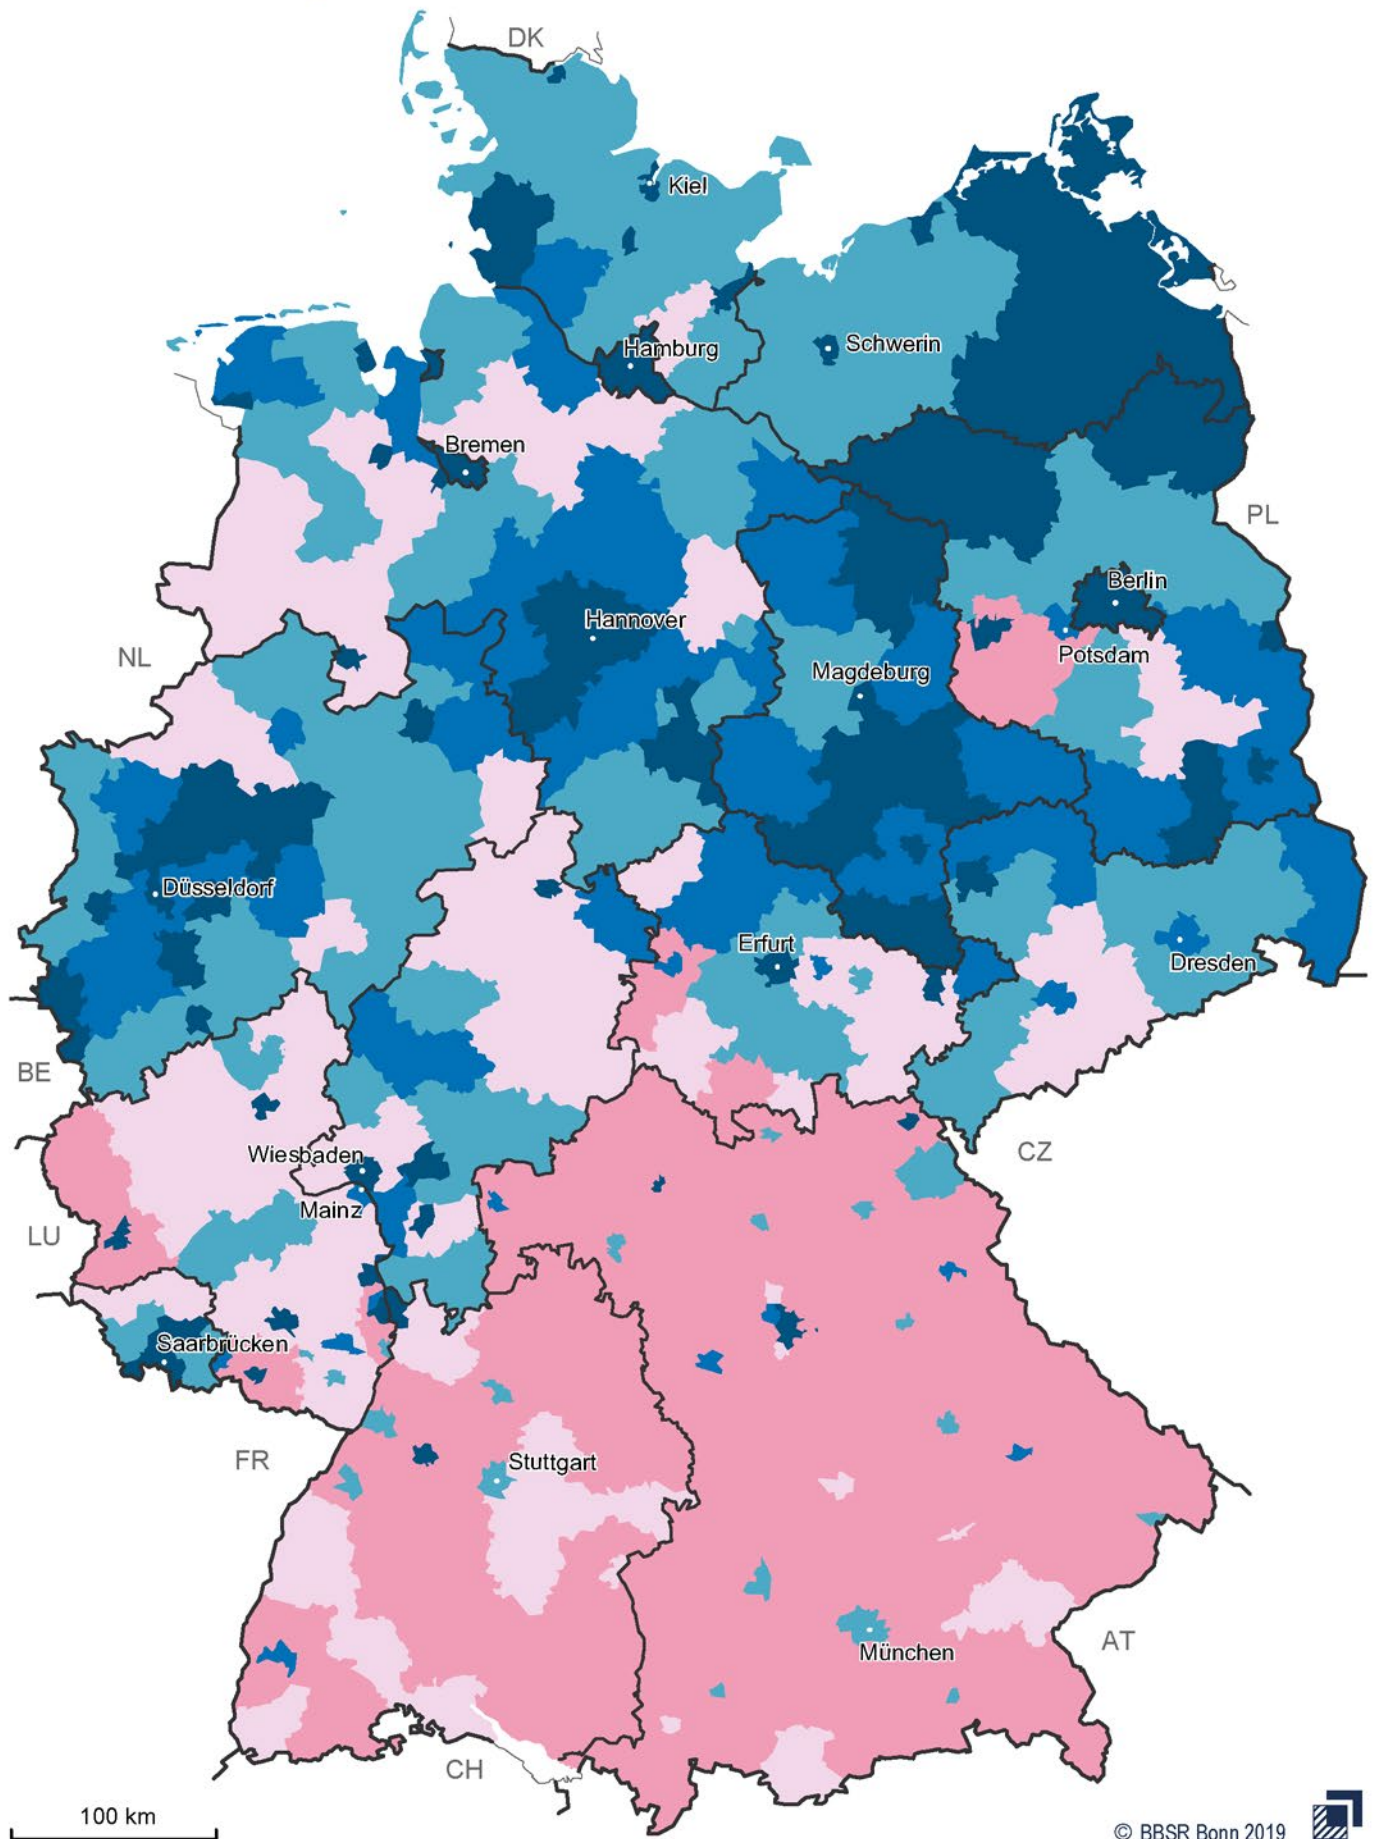 DK
Kiel
Hamburg
Schwerin
Bremen
PL
Berlin
Hannover
NL
Potsdam
Magdeburg
Düsseldorf
Erfurt
Dresden
BE
CZ
Wiesbaden
Mainz
LU
Saarbrücken
FR
Stuttgart
AT
München
CH
100 km
© BBSR Bonn 2019